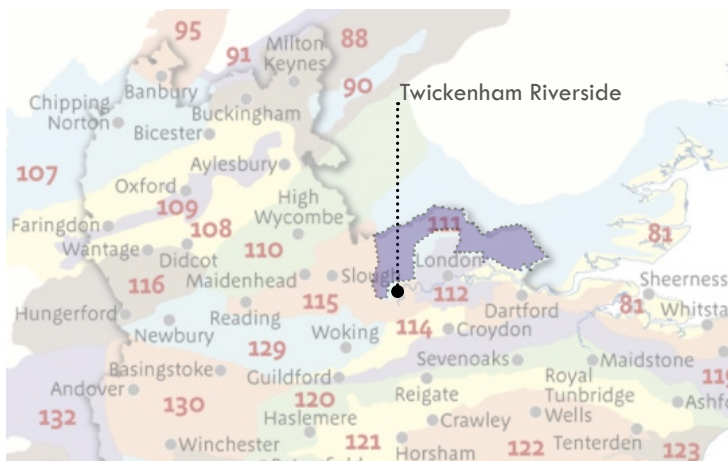 95
88
Milton
Keynes
91
90
Banbury
Twickenham Riverside
Chipping
Norton
Buckingham
Bicester
Aylesbury
107
Oxford
High
Wycombe
109
108
Faringdon
111
81
110
Wantage
Didcot
London
116
Maidenhead
Slough
Sheerness
115
112
Hungerford
Reading
Dartford
81
Whitsta
Newbury
Woking
114
Croydon
129
Sevenoaks
Maidstone
Basingstoke
Guildford
119
Andover
120
Reigate
Royal
Tunbridge
Wells
Ashfo
132
130
Haslemere
Crawley
Winchester
121
Horsham
122
Tenterden
123